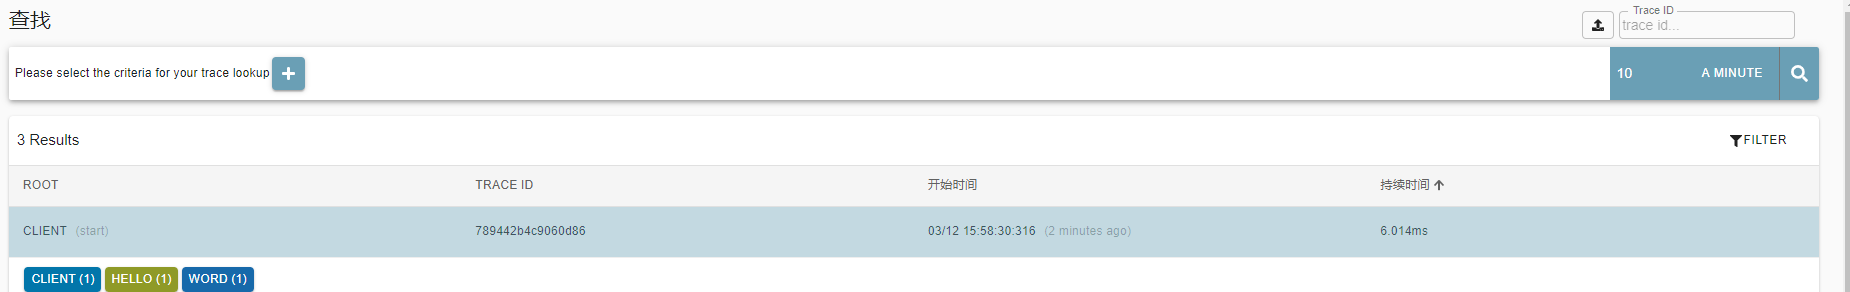 查找
Trace ID
trace id...
Please select the criteria for your trace lookup
10
A MINUTE
3 Results
FILTER
ROOT TRACE ID 开始时间 持续时间
CLIENT (start) 789442b4c9060d86 03/12 15:58:30:316 (2 minutes ago) 6.014ms
CLIENT (1) HELLO (1) WORD (1)